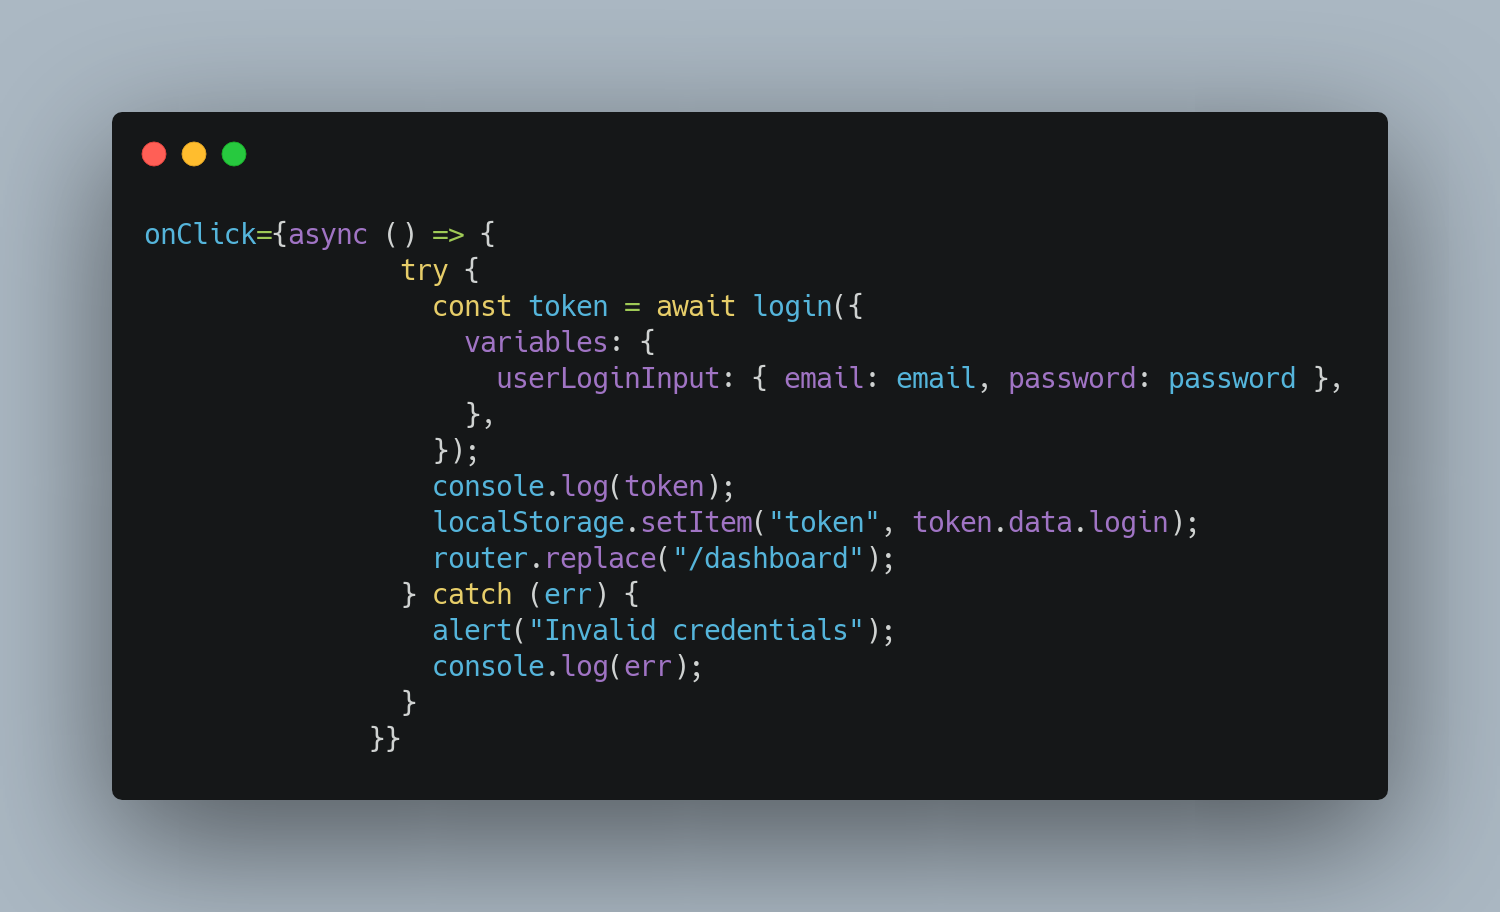 onClick={async () => {
                try {
                  const token = await login({
                    variables: {
                      userLoginInput: { email: email, password: password },
                    },
                  });
                  console.log(token);
                  localStorage.setItem("token", token.data.login);
                  router.replace("/dashboard");
                } catch (err) {
                  alert("Invalid credentials");
                  console.log(err);
                }
              }}